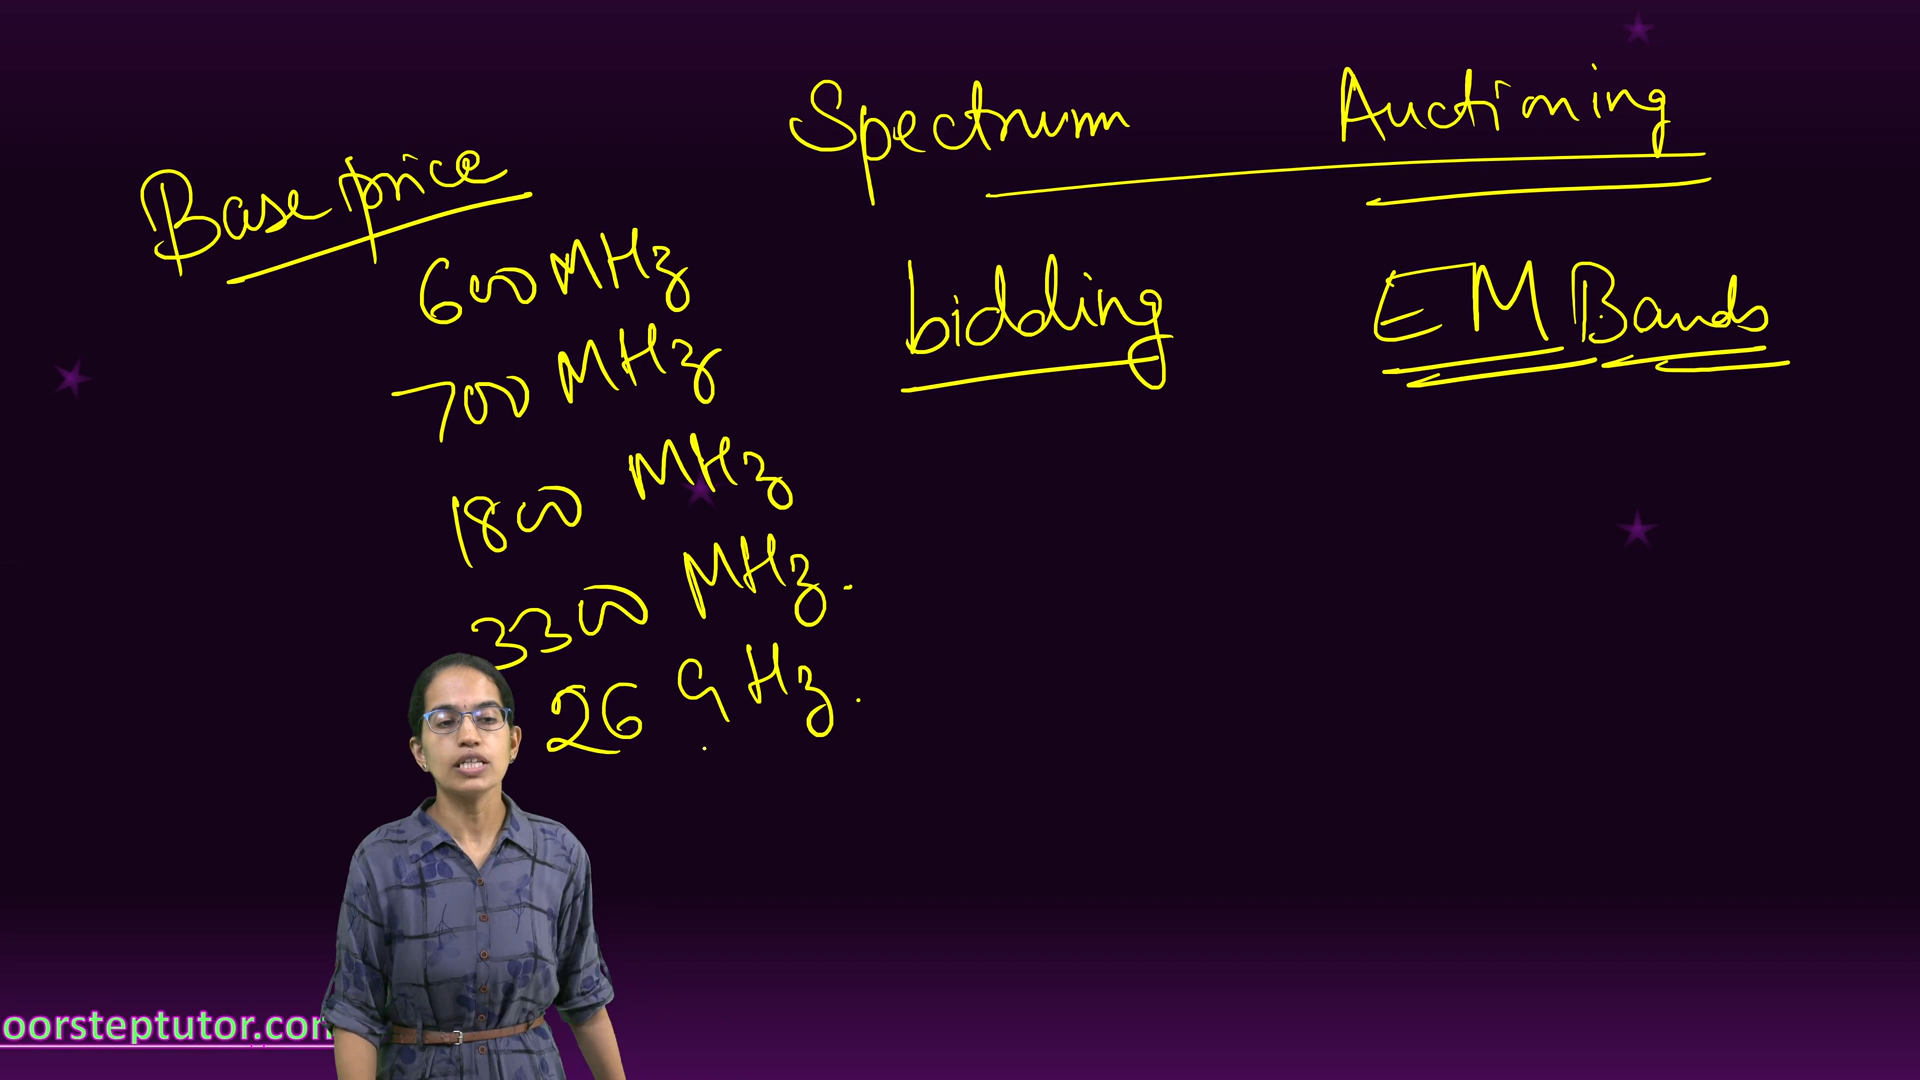 Spectrum Auctioning
Base price
600 MHz
bidding
EM Bands
700 MHz
1800 MHz
3300 MHz.
26 GHz.
oorsteptutor.com